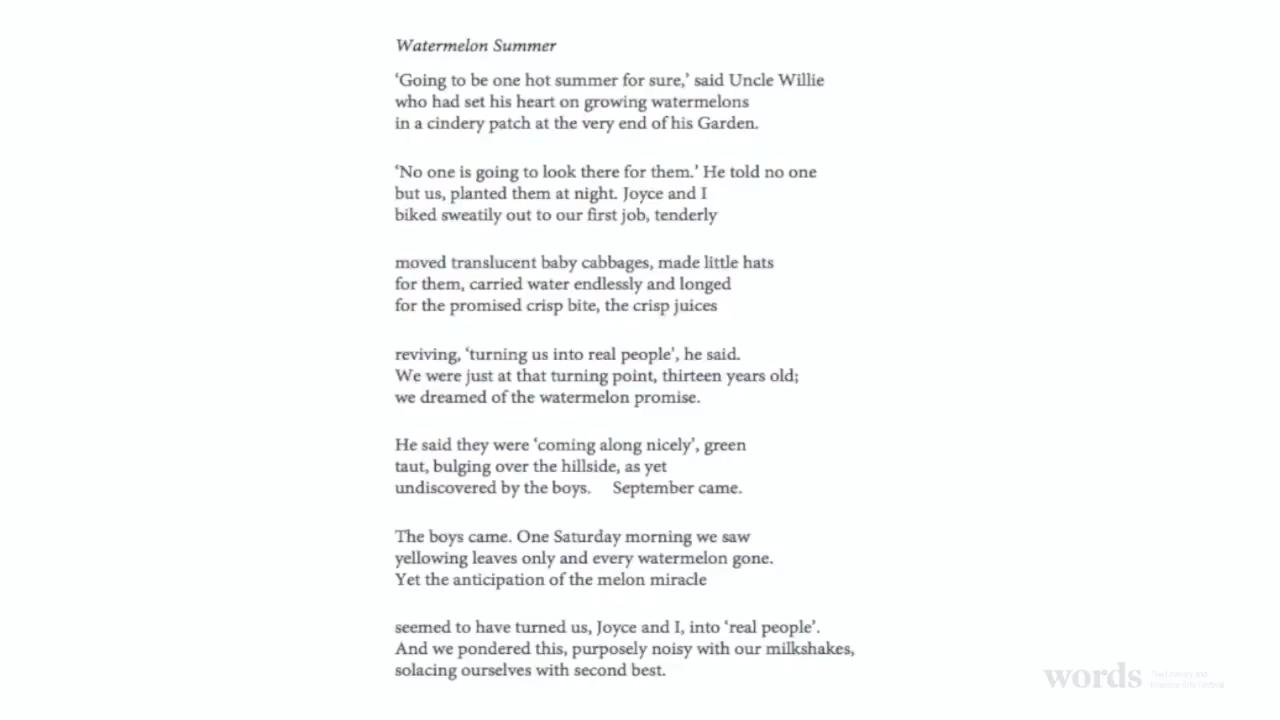 Watermelon Summer
‘Going to be one hot summer for sure,’ said Uncle Willie
who had set his heart on growing watermelons
in a cindery patch at the very end of his Garden.
‘No one is going to look there for them.’ He told no one
but us, planted them at night. Joyce and I
biked sweatily out to our first job, tenderly
moved translucent baby cabbages, made little hats
for them, carried water endlessly and longed
for the promised crisp bite, the crisp juices
reviving, ‘turning us into real people’, he said.
We were just at that turning point, thirteen years old;
we dreamed of the watermelon promise.
He said they were ‘coming along nicely’, green
taut, bulging over the hillside, as yet
undiscovered by the boys. September came.
The boys came. One Saturday morning we saw
yellowing leaves only and every watermelon gone.
Yet the anticipation of the melon miracle
seemed to have turned us, Joyce and I, into ‘real people’.
And we pondered this, purposely noisy with our milkshakes,
solacing ourselves with second best.
words